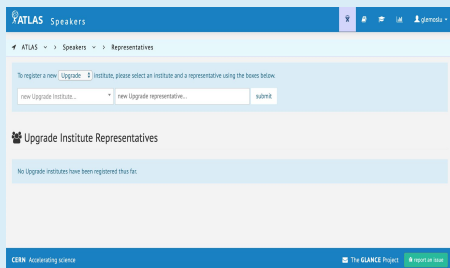 ATLAS Speakers
glemoslu
ATLAS > Speakers > Representatives
To register a new Upgrade institute, please select an institute and a representative using the boxes below.
new Upgrade Institute... new Upgrade representative... submit
Upgrade Institute Representatives
No Upgrade institutes have been registered thus far.
CERN Accelerating science The GLANCE Project report an issue